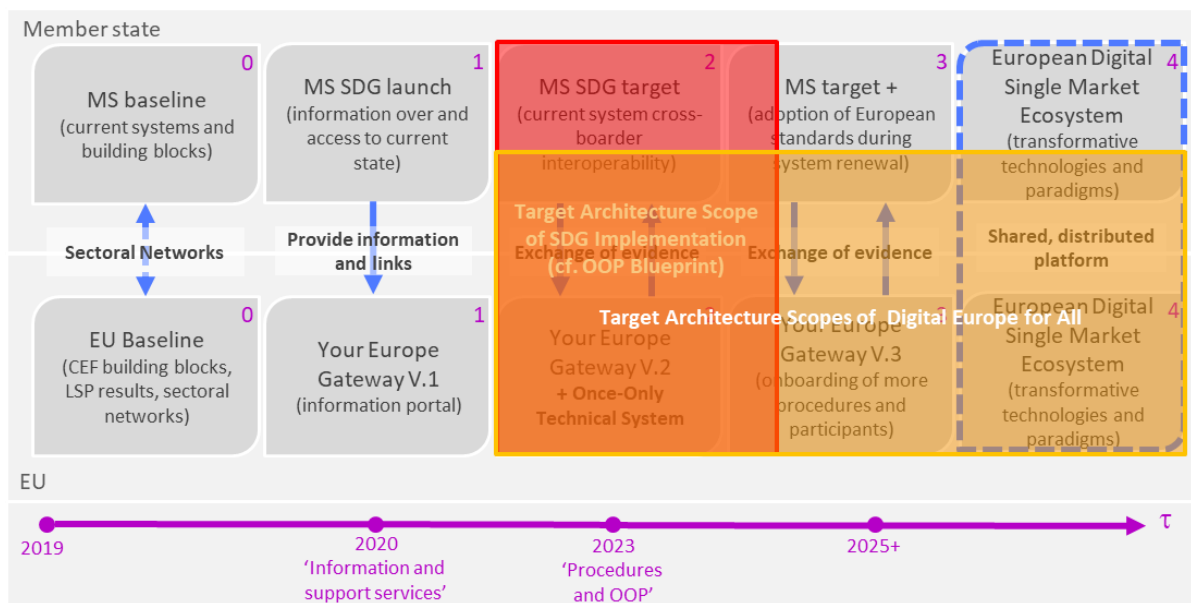 Member state
0
MS baseline
(current systems and
building blocks)
1
MS SDG launch
(information over and
access to current
state)
2
MS SDG target
(current system cross-
boarder
interoperability)
3
MS target +
(adoption of European
standards during
system renewal)
4
European Digital
Single Market
Ecosystem
(transformative
technologies and
paradigms)
Sectoral Networks
Provide information
and links
Target Architecture Scope
of SDG Implementation
(cf. OOP Blueprint)
Exchange of evidence
Exchange of evidence
Shared, distributed
platform
Target Architecture Scopes of Digital Europe for All
0
EU Baseline
(CEF building blocks,
LSP results, sectoral
networks)
1
Your Europe
Gateway V.1
(information portal)
Your Europe
Gateway V.2
+ Once-Only
Technical System
Your Europe
Gateway V.3
(onboarding of more
procedures and
participants)
4
European Digital
Single Market
Ecosystem
(transformative
technologies and
paradigms)
EU
τ
2019
2020
'Information and
support services'
2023
'Procedures
and OOP'
2025+